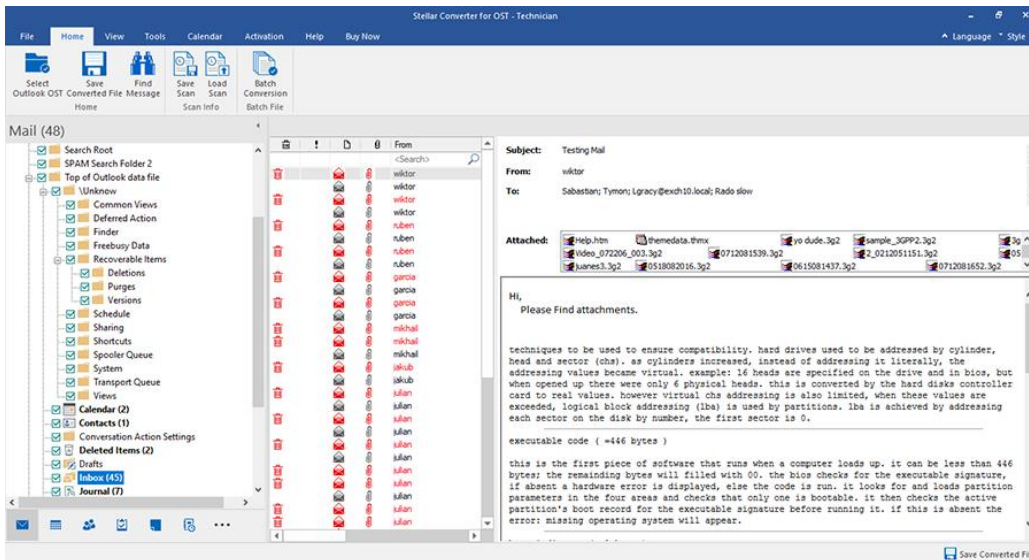 Stellar Converter for OST - Technician
File Home View Tools Calendar Activation Help Buy Now Language Style
Select Outlook OST
Save Converted File
Find Message
Save Scan
Load Scan
Batch Conversion
Home Scan Info Batch File
Mail (48)
Search Root
SPAM Search Folder 2
Top of Outlook data file
\Unknow
Common Views
Deferred Action
Finder
Freebusy Data
Recoverable Items
Deletions
Purges
Versions
Schedule
Sharing
Shortcuts
Spooler Queue
System
Transport Queue
Views
Calendar (2)
Contacts (1)
Conversation Action Settings
Deleted Items (2)
Drafts
Inbox (45)
Journal (7)
From
<Search>
wiktor
wiktor
wiktor
wiktor
ruben
ruben
ruben
ruben
garcia
garcia
garcia
garcia
mikhail
mikhail
mikhail
jakub
jakub
julian
julian
julian
julian
julian
julian
julian
julian
julian
julian
julian
Subject: Testing Mail
From: wiktor
To: Sabastian; Tymon; Lgracy@exch10.local; Rado slow
Attached: Help.htm themedata.thmx yo dude.3g2 sample_3GPP2.3g2 3g
Video_072206_003.3g2 0712081539.3g2 2_0212051151.3g2 05
juanes3.3g2 0518082016.3g2 0615081437.3g2 0712081652.3g2
Hi,
Please Find attachments.
techniques to be used to ensure compatibility. hard drives used to be addressed by cylinder,
head and sector (chs). as cylinders increased, instead of addressing it literally, the
addressing values became virtual. example: 16 heads are specified on the drive and in bios, but
when opened up there were only 6 physical heads. this is converted by the hard disks controller
card to real values. however virtual chs addressing is also limited, when these values are
exceeded, logical block addressing (lba) is used by partitions. lba is achieved by addressing
each sector on the disk by number, the first sector is 0.
executable code ( =446 bytes )
this is the first piece of software that runs when a computer loads up. it can be less than 446
bytes; the remaining bytes will filled with 00. the bios checks for the executable signature,
if absent a hardware error is displayed, else the code is run. it looks for and loads partition
parameters in the four areas and checks that only one is bootable. it then checks the active
partition's boot record for the executable signature before running it. if this is absent the
error: missing operating system will appear.
Save Converted Fi